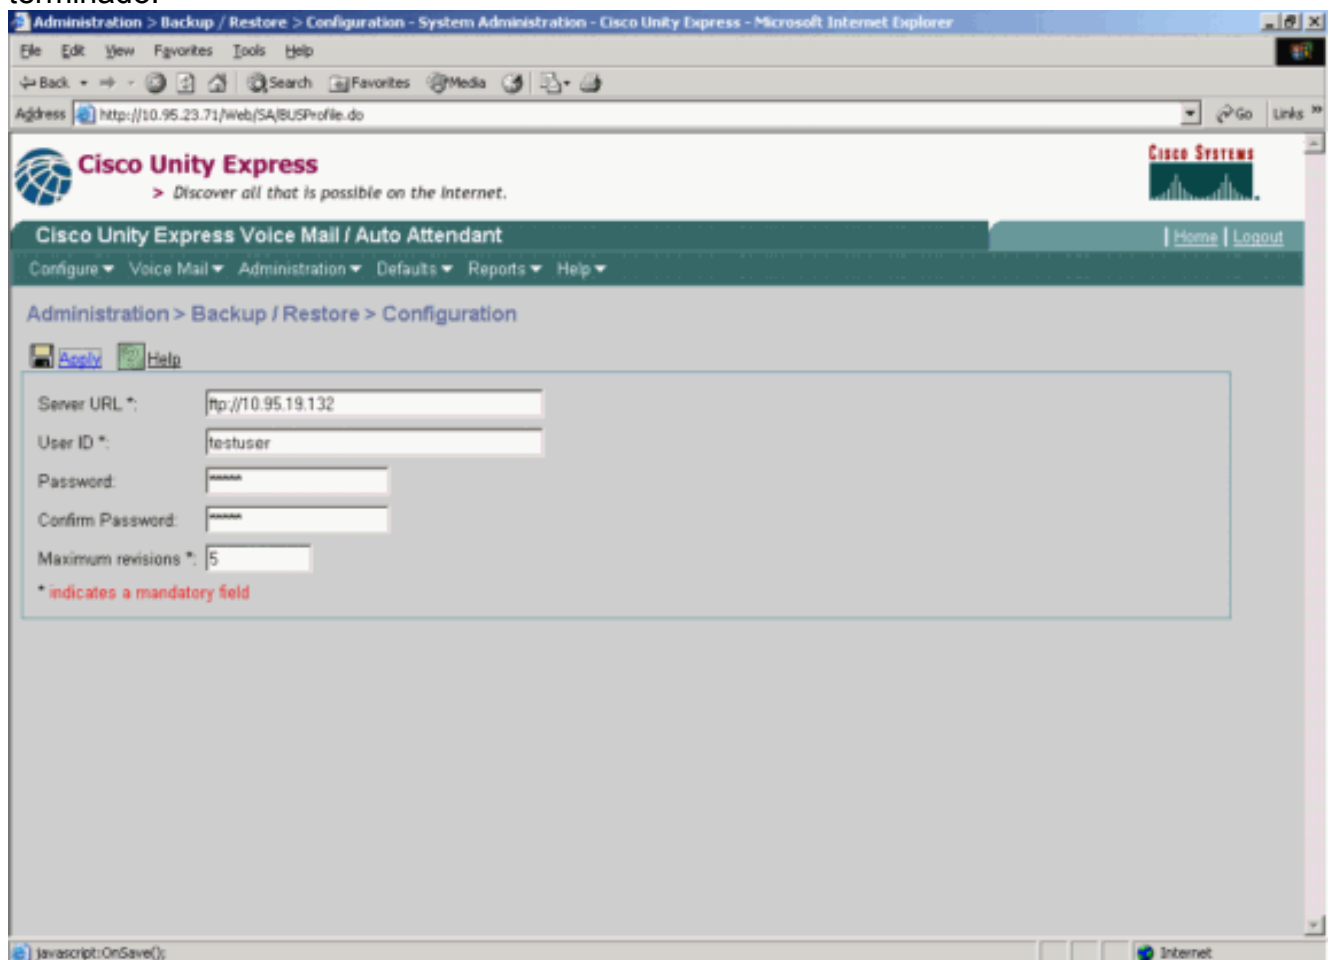 terminado.
Administration > Backup / Restore > Configuration - System Administration - Cisco Unity Express - Microsoft Internet Explorer
File Edit View Favorites Tools Help
Back Search Favorites Media
Address http://10.95.23.71/Web/SA/BUSProfile.do Go Links »
Cisco Unity Express
> Discover all that is possible on the Internet.
CISCO SYSTEMS
Cisco Unity Express Voice Mail / Auto Attendant
| Home | Logout
Configure Voice Mail Administration Defaults Reports Help
Administration > Backup / Restore > Configuration
Apply Help
Server URL *: ftp://10.95.19.132
User ID *: testuser
Password: *****
Confirm Password: *****
Maximum revisions *: 5
* indicates a mandatory field
javascript:OnSave();
Internet